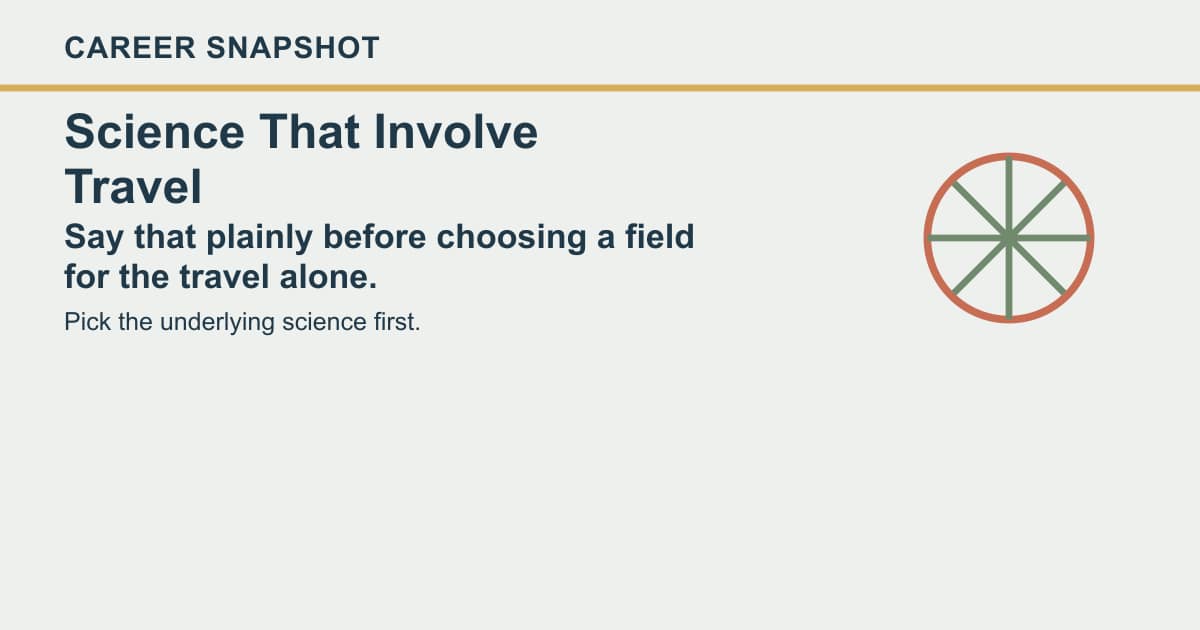 CAREER SNAPSHOT
Science That Involve
Travel
Say that plainly before choosing a field
for the travel alone.
Pick the underlying science first.